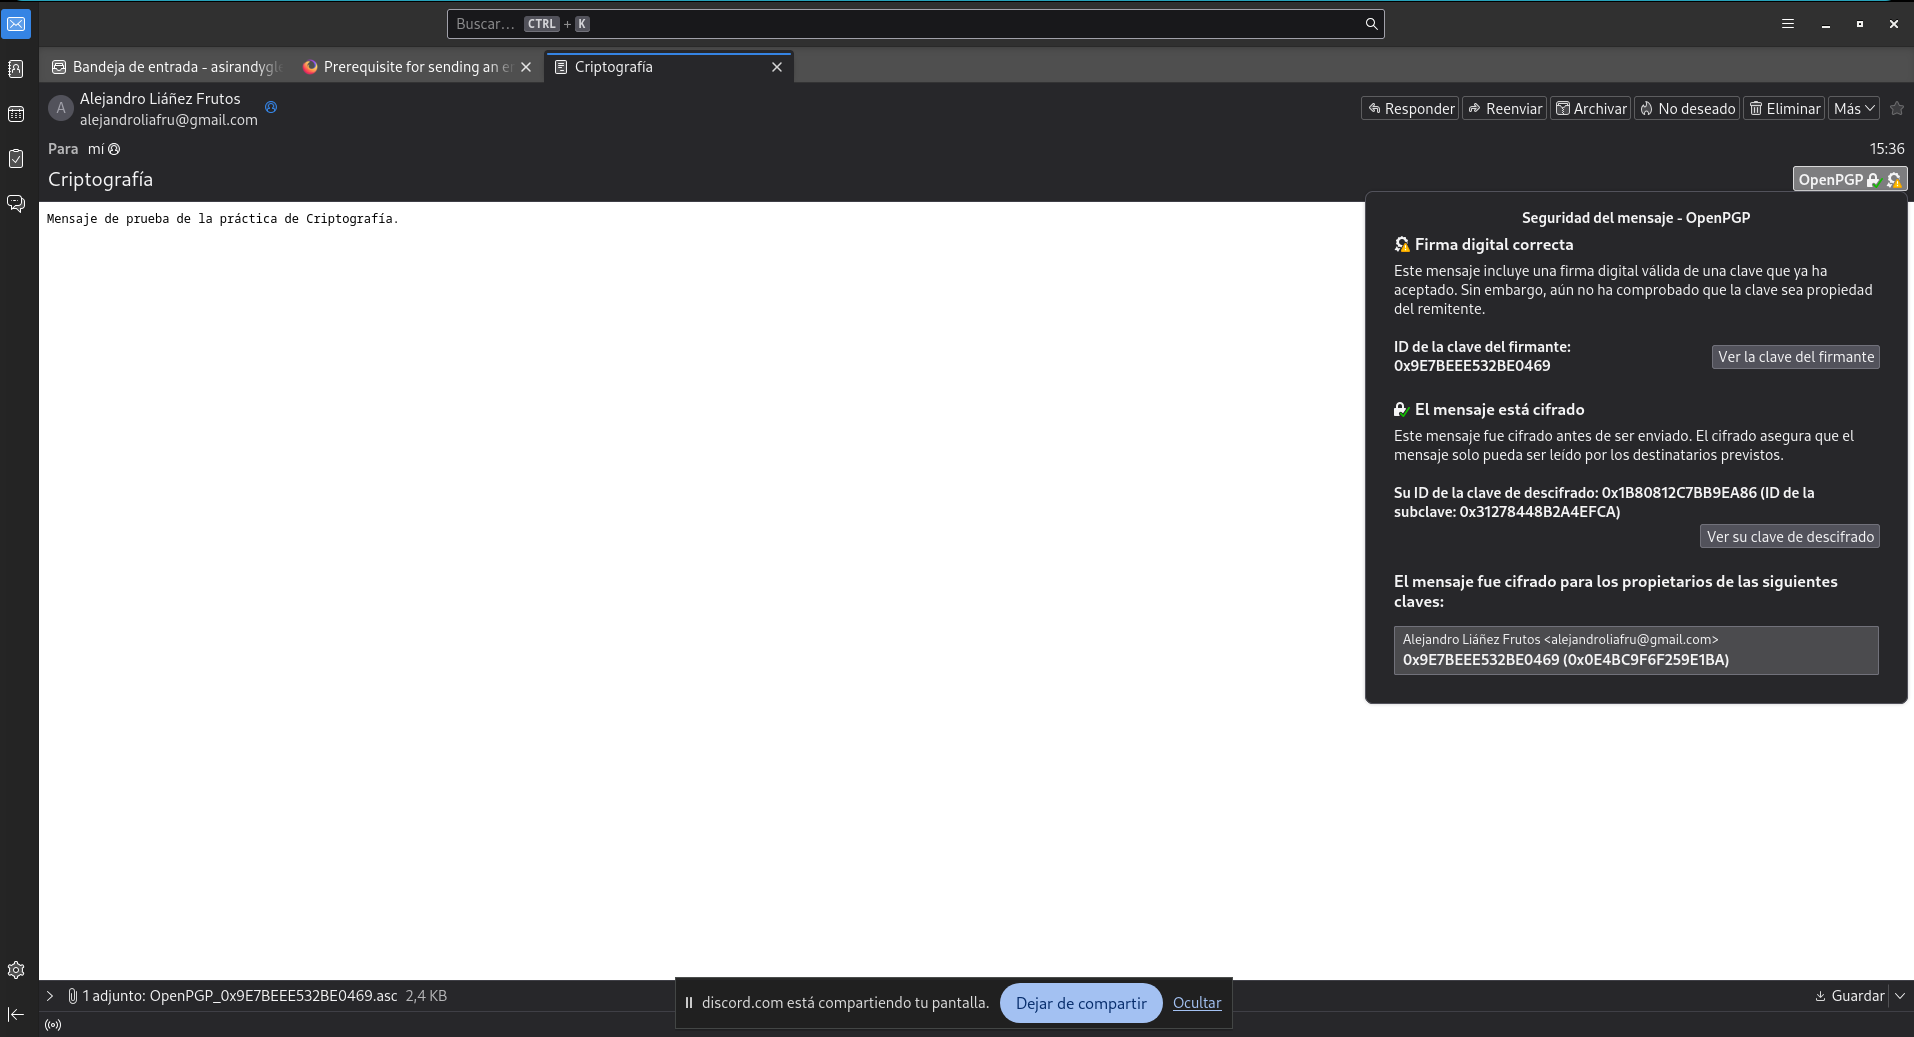 Buscar... CTRL + K
Bandeja de entrada - asirandygl
Prerequisite for sending an e
Criptografía
A
Alejandro Liáñez Frutos
alejandroliafru@gmail.com
Responder
Reenviar
Archivar
No deseado
Eliminar
Más
Para mí
15:36
Criptografía
OpenPGP
Mensaje de prueba de la práctica de Criptografía.
Seguridad del mensaje - OpenPGP
Firma digital correcta
Este mensaje incluye una firma digital válida de una clave que ya ha
aceptado. Sin embargo, aún no ha comprobado que la clave sea propiedad
del remitente.
ID de la clave del firmante:
0x9E7BEEE532BE0469
Ver la clave del firmante
El mensaje está cifrado
Este mensaje fue cifrado antes de ser enviado. El cifrado asegura que el
mensaje solo pueda ser leído por los destinatarios previstos.
Su ID de la clave de descifrado: 0x1B80812C7BB9EA86 (ID de la
subclave: 0x31278448B2A4EFCA)
Ver su clave de descifrado
El mensaje fue cifrado para los propietarios de las siguientes
claves:
Alejandro Liáñez Frutos <alejandroliafru@gmail.com>
0x9E7BEEE532BE0469 (0x0E4BC9F6F259E1BA)
1 adjunto: OpenPGP_0x9E7BEEE532BE0469.asc 2,4 KB
Guardar
discord.com está compartiendo tu pantalla.
Dejar de compartir
Ocultar